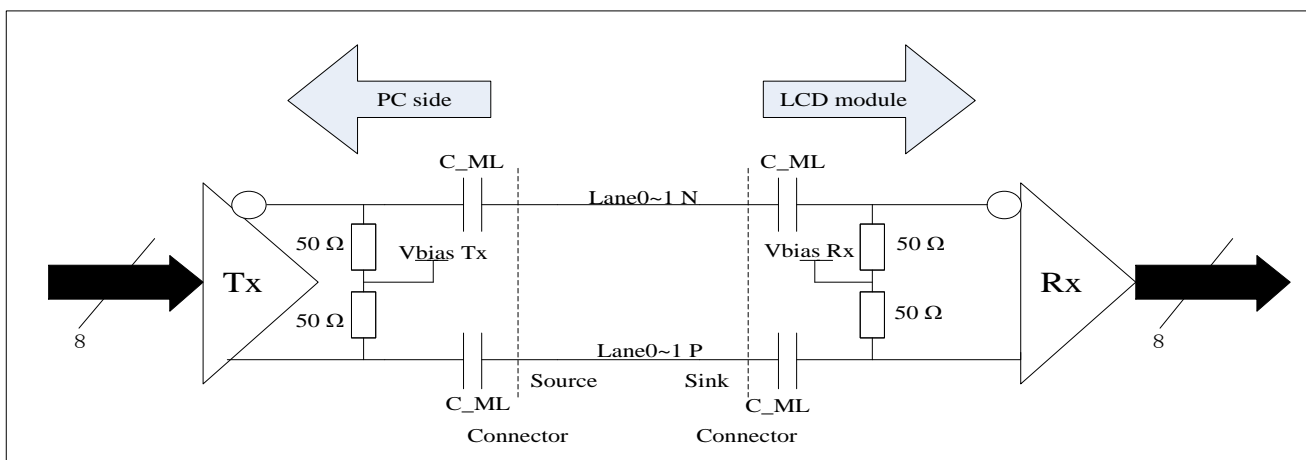 PC side
LCD module
C_ML
C_ML
Lane0~1 N
50 Ω
Vbias Tx
Vbias Rx
50 Ω
Tx
Rx
50 Ω
50 Ω
8
8
Lane0~1 P
Source
Sink
C_ML
C_ML
Connector
Connector